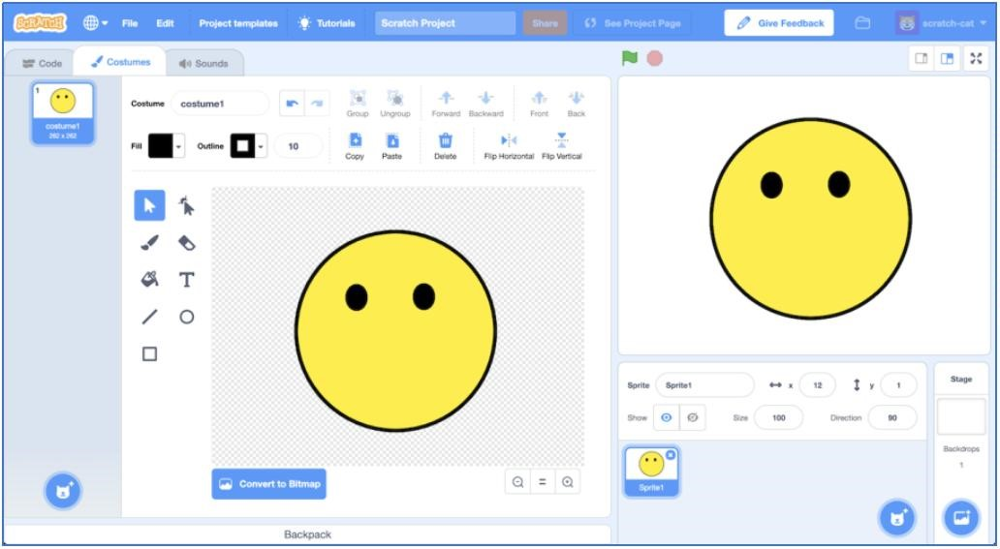 SCRATCH File Edit Project templates Tutorials Scratch Project Share See Project Page Give Feedback scratch-cat
Code Costumes Sounds
1
costume1
262 x 262
Costume costume1 Group Ungroup Forward Backward Front Back
Fill Outline 10 Copy Paste Delete Flip Horizontal Flip Vertical
T
Convert to Bitmap =
Backpack
Sprite Sprite1 x 12 y 1
Show Size 100 Direction 90
Sprite1
Stage
Backdrops
1